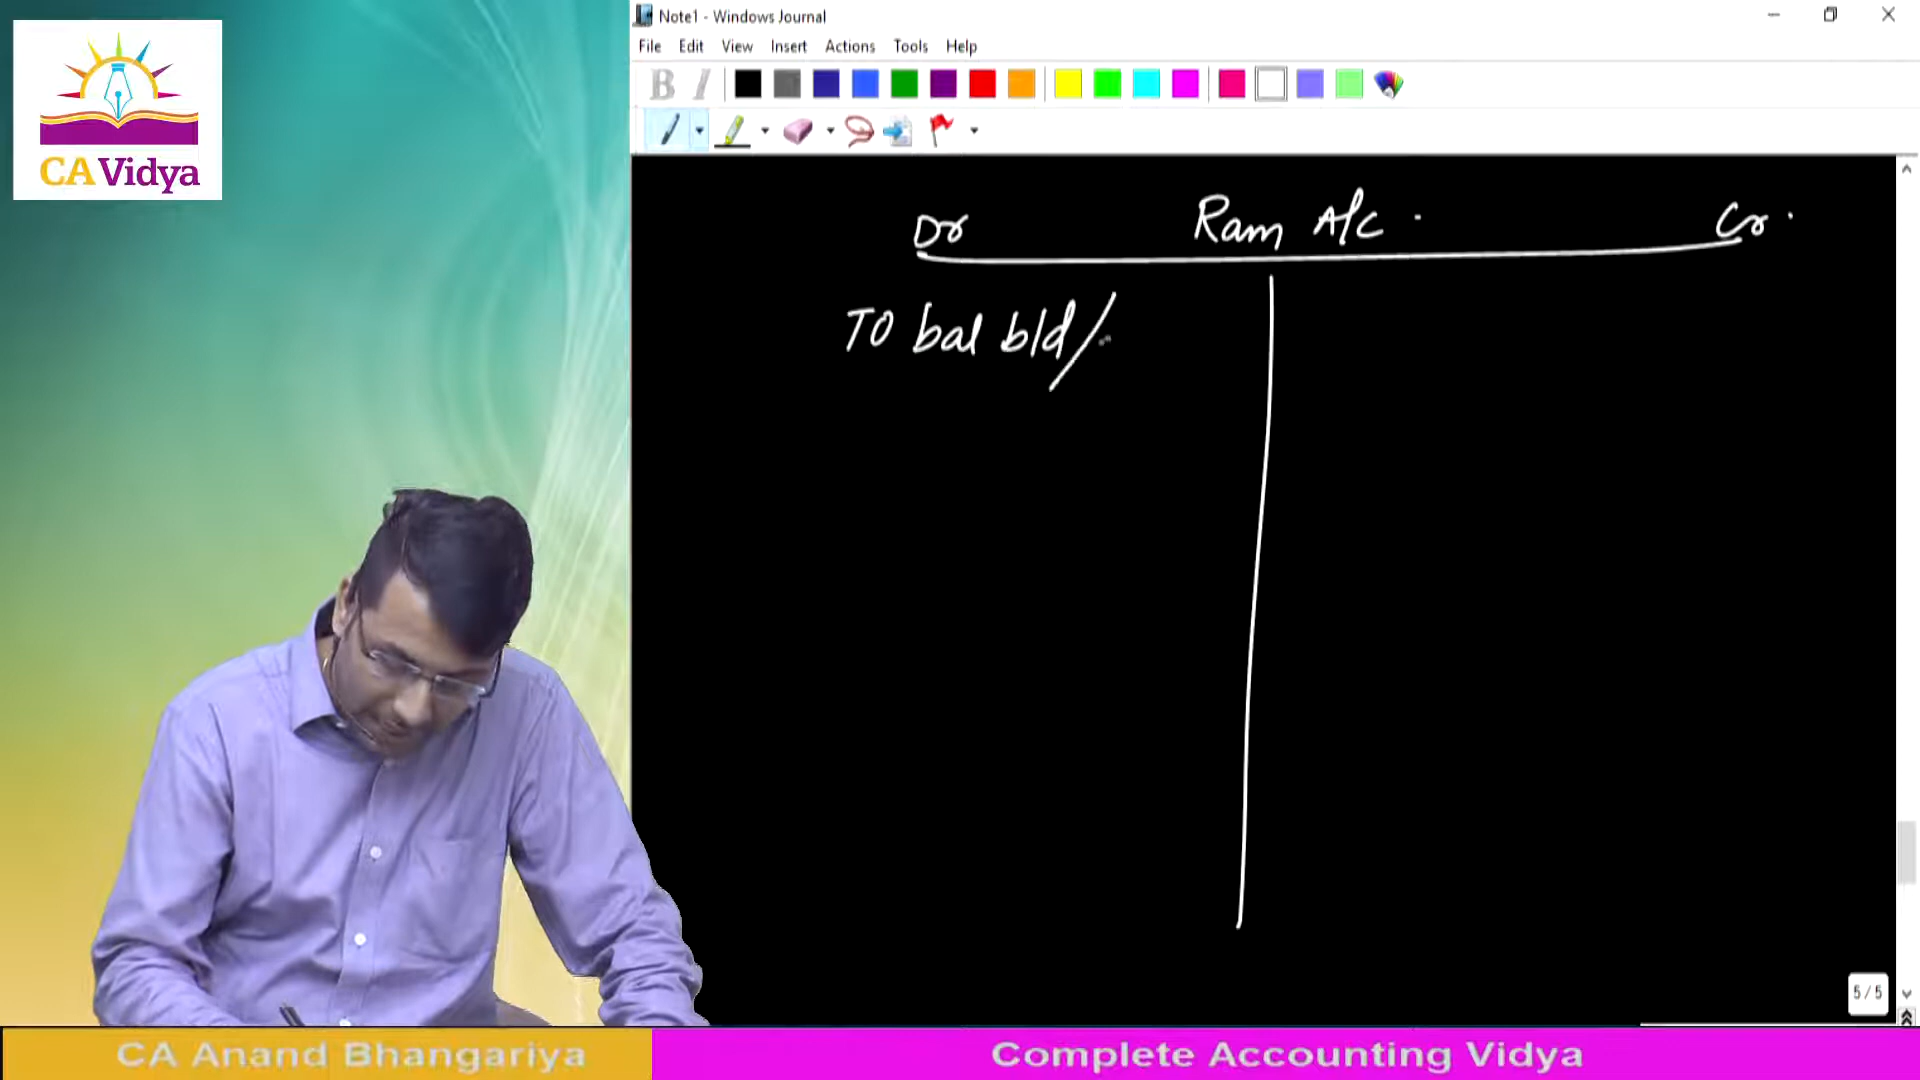 CA Vidya
Note1 - Windows Journal
File Edit View Insert Actions Tools Help
B I
Dr Ram A/C . Cr .
TO bal b/d /
5 / 5
CA Anand Bhangariya
Complete Accounting Vidya